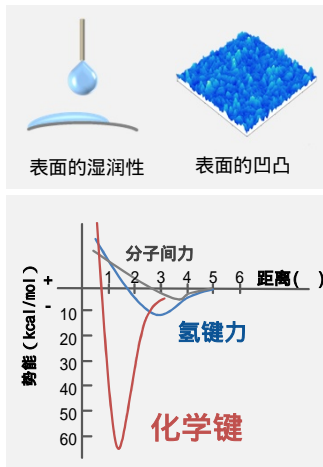 表面的湿润性
表面的凹凸
分子间力
1 2 3 4 5 6
距离( )
+
-
势能（kcal/mol）
10
20
30
40
50
60
氢键力
化学键